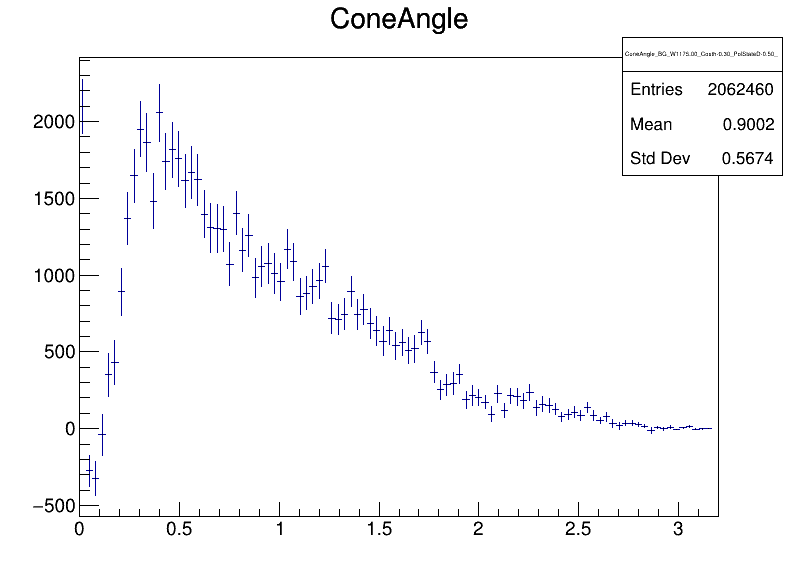 ConeAngle
ConeAngle_BG_W1175.00_Costh-0.30_PolStateD-0.50_
Entries 2062460
Mean 0.9002
Std Dev 0.5674
2000
1500
1000
500
0
−500
0 0.5 1 1.5 2 2.5 3